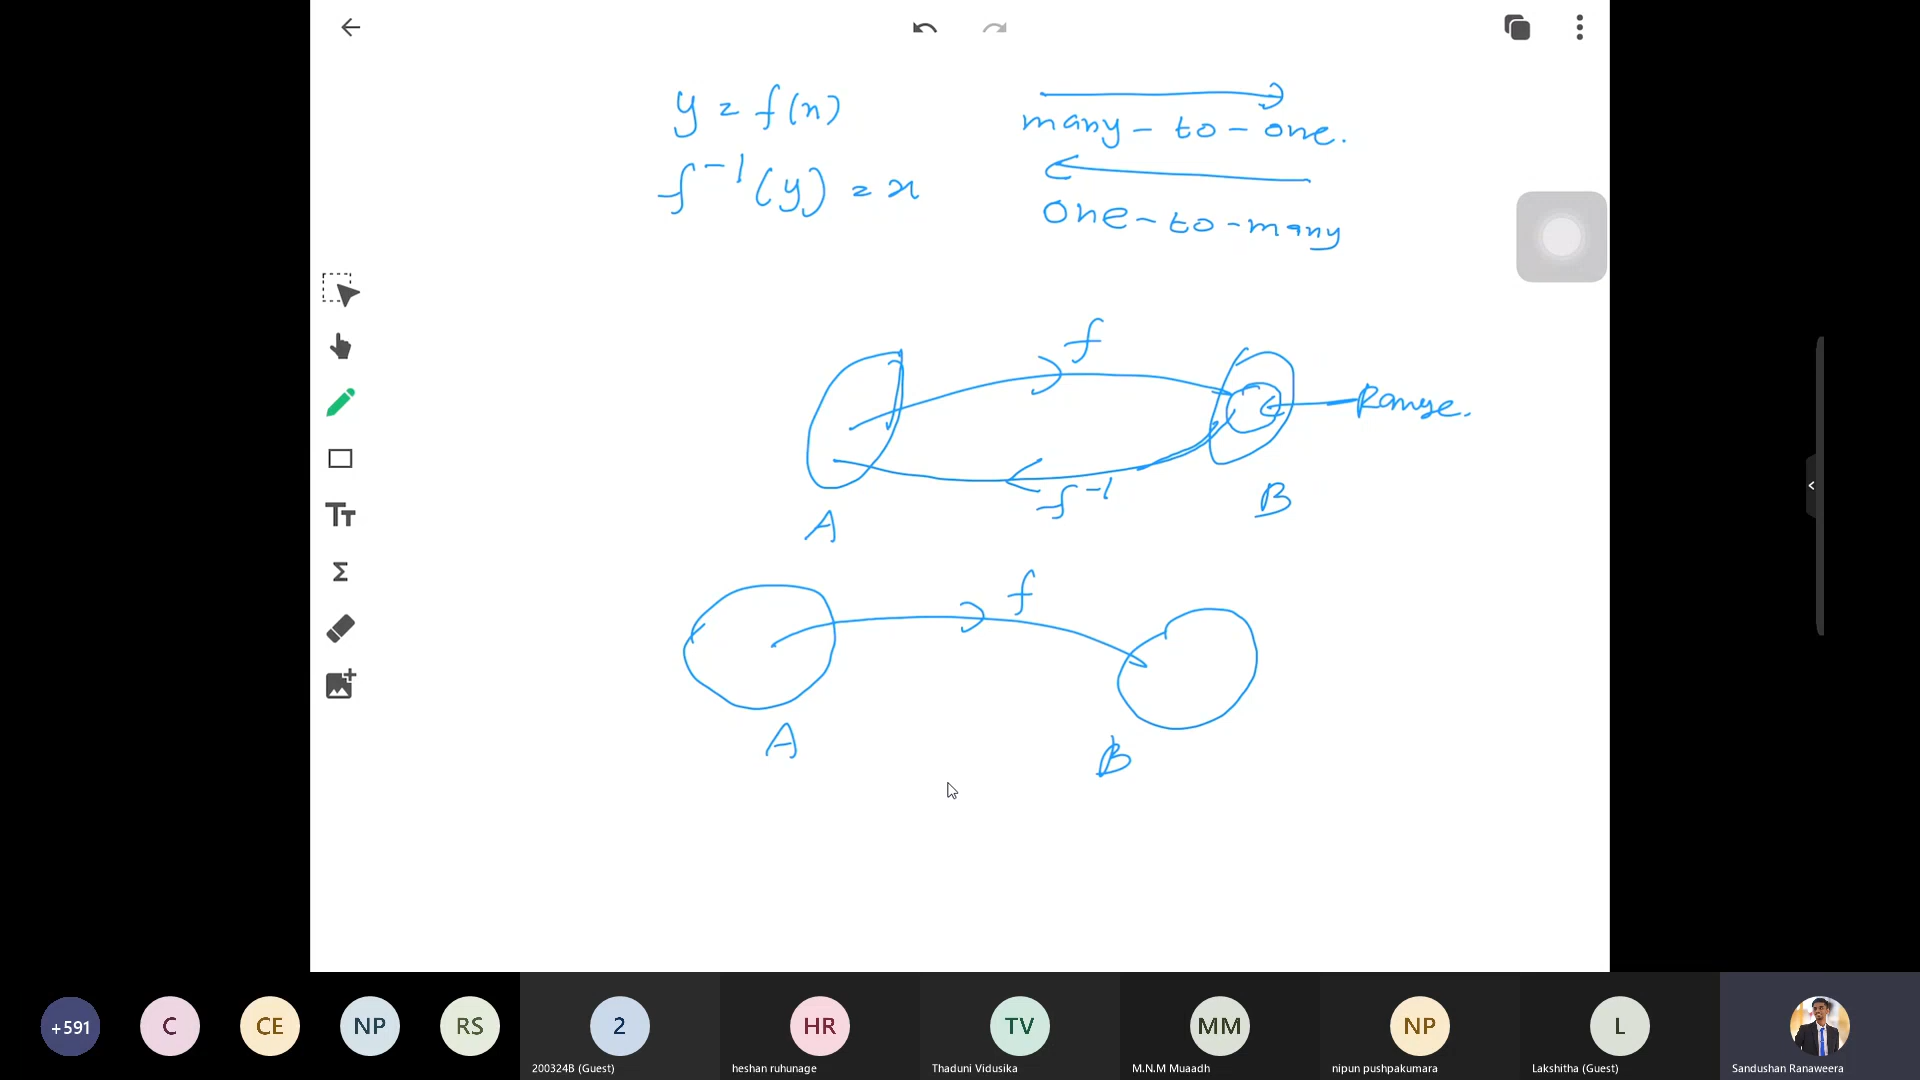 y = f(x)
many-to-one.
f⁻¹(y) = x
one-to-many
f
Range.
f⁻¹
A
B
f
A
B
Tт
Σ
<
+591
C
CE
NP
RS
2
HR
TV
MM
NP
L
200324B (Guest)
heshan ruhunage
Thaduni Vidusika
M.N.M Muaadh
nipun pushpakumara
Lakshitha (Guest)
Sandushan Ranaweera